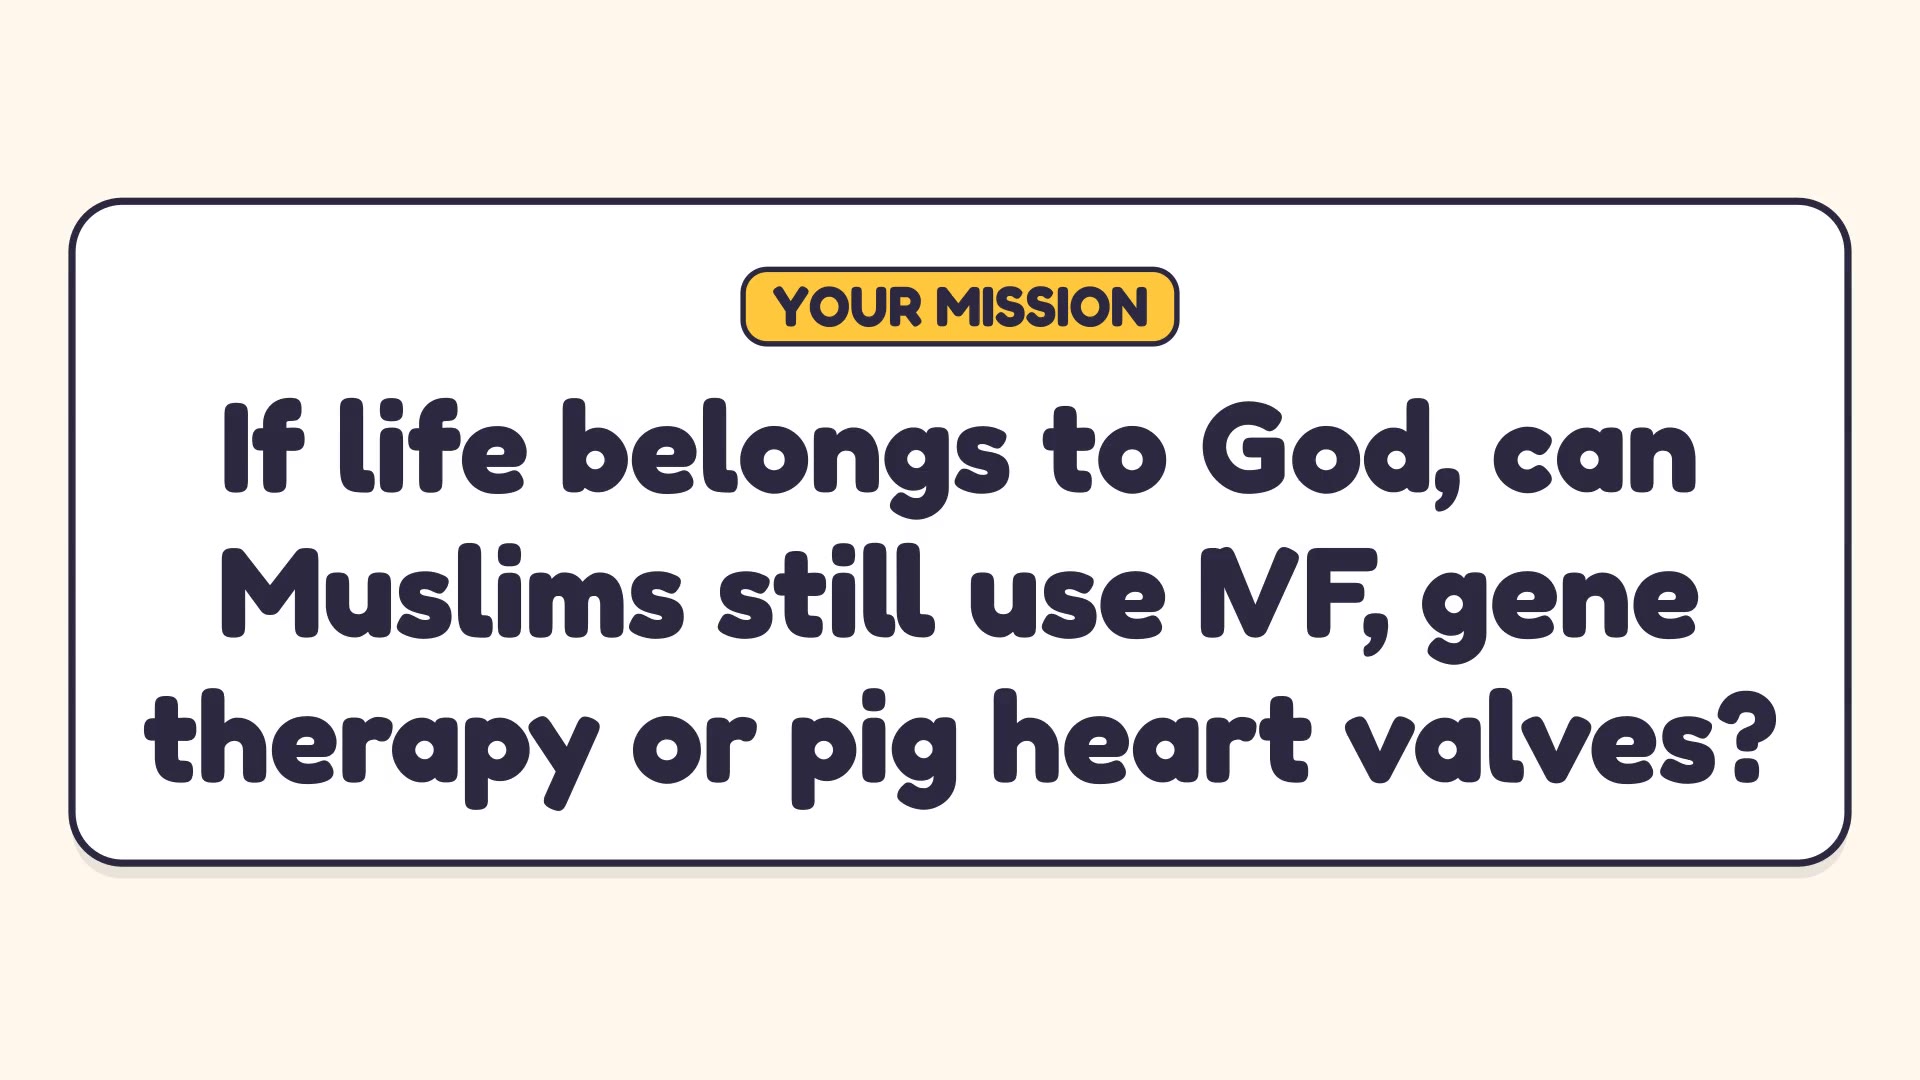 YOUR MISSION
If life belongs to God, can
Muslims still use IVF, gene
therapy or pig heart valves?